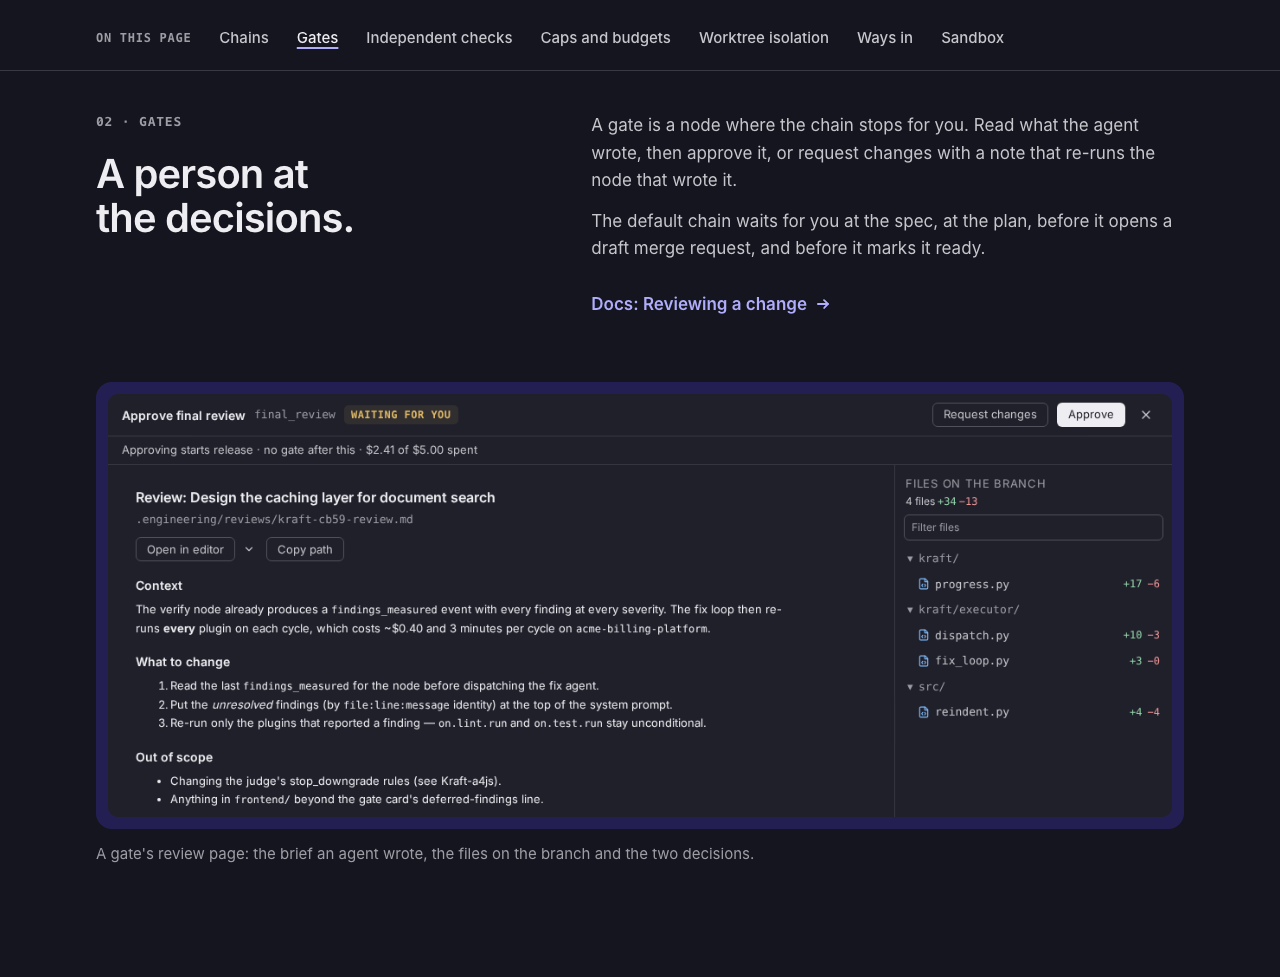 ON THIS PAGE Chains Gates Independent checks Caps and budgets Worktree isolation Ways in Sandbox
02 · GATES
A person at
the decisions.
A gate is a node where the chain stops for you. Read what the agent
wrote, then approve it, or request changes with a note that re-runs the
node that wrote it.
The default chain waits for you at the spec, at the plan, before it opens a
draft merge request, and before it marks it ready.
Docs: Reviewing a change →
Approve final review final_review WAITING FOR YOU Request changes Approve ✕
Approving starts release · no gate after this · $2.41 of $5.00 spent
Review: Design the caching layer for document search
.engineering/reviews/kraft-cb59-review.md
Open in editor Copy path
Context
The verify node already produces a findings_measured event with every finding at every severity. The fix loop then re-
runs every plugin on each cycle, which costs ~$0.40 and 3 minutes per cycle on acme-billing-platform.
What to change
1. Read the last findings_measured for the node before dispatching the fix agent.
2. Put the unresolved findings (by file:line:message identity) at the top of the system prompt.
3. Re-run only the plugins that reported a finding — on.lint.run and on.test.run stay unconditional.
Out of scope
• Changing the judge's stop_downgrade rules (see Kraft-a4js).
• Anything in frontend/ beyond the gate card's deferred-findings line.
FILES ON THE BRANCH
4 files +34 −13
Filter files
▾ kraft/
progress.py +17 −6
▾ kraft/executor/
dispatch.py +10 −3
fix_loop.py +3 −0
▾ src/
reindent.py +4 −4
A gate's review page: the brief an agent wrote, the files on the branch and the two decisions.